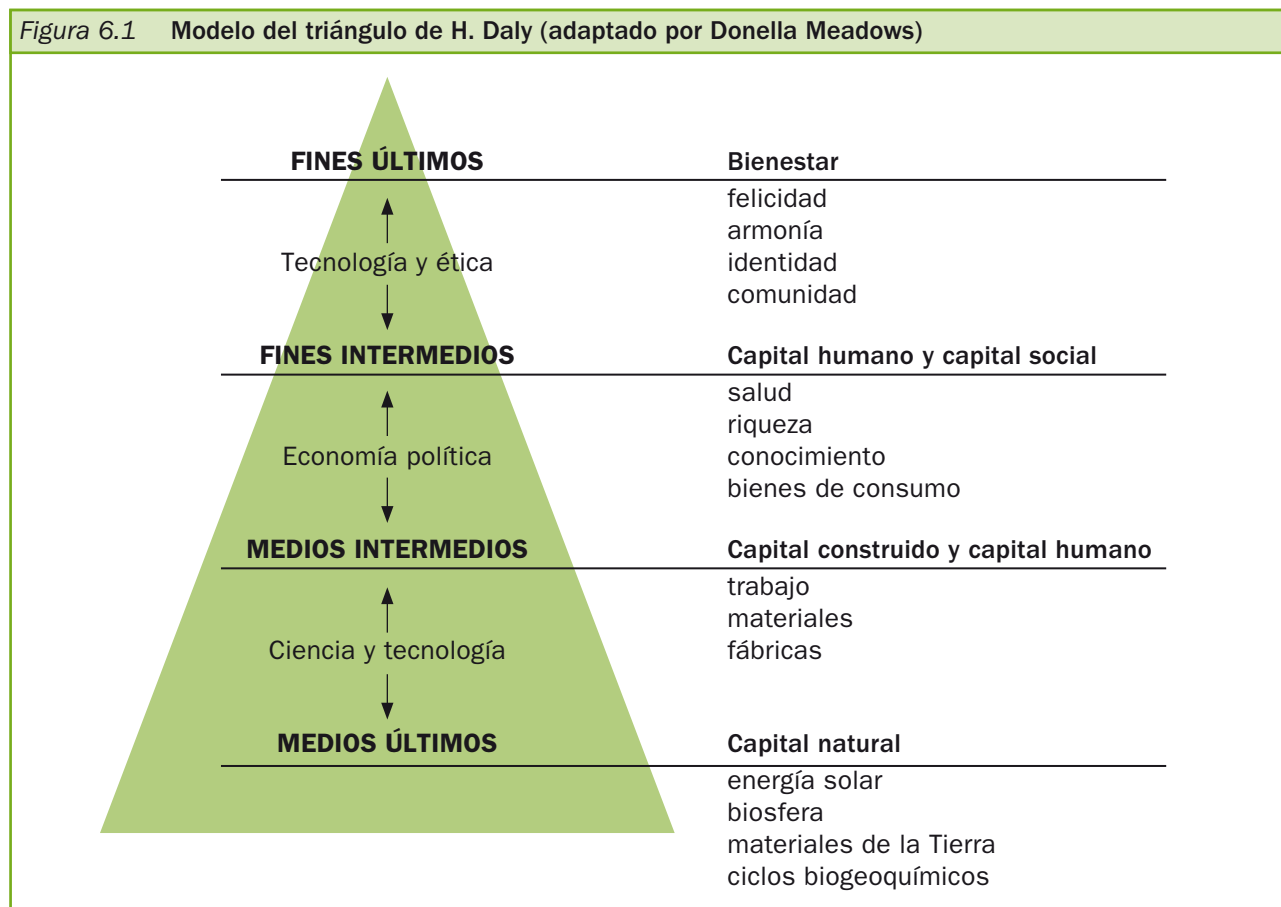 Figura 6.1 Modelo del triángulo de H. Daly (adaptado por Donella Meadows)
FINES ÚLTIMOS
Bienestar
felicidad
armonía
identidad
comunidad
Tecnología y ética
FINES INTERMEDIOS
Capital humano y capital social
salud
riqueza
conocimiento
bienes de consumo
Economía política
MEDIOS INTERMEDIOS
Capital construido y capital humano
trabajo
materiales
fábricas
Ciencia y tecnología
MEDIOS ÚLTIMOS
Capital natural
energía solar
biosfera
materiales de la Tierra
ciclos biogeoquímicos